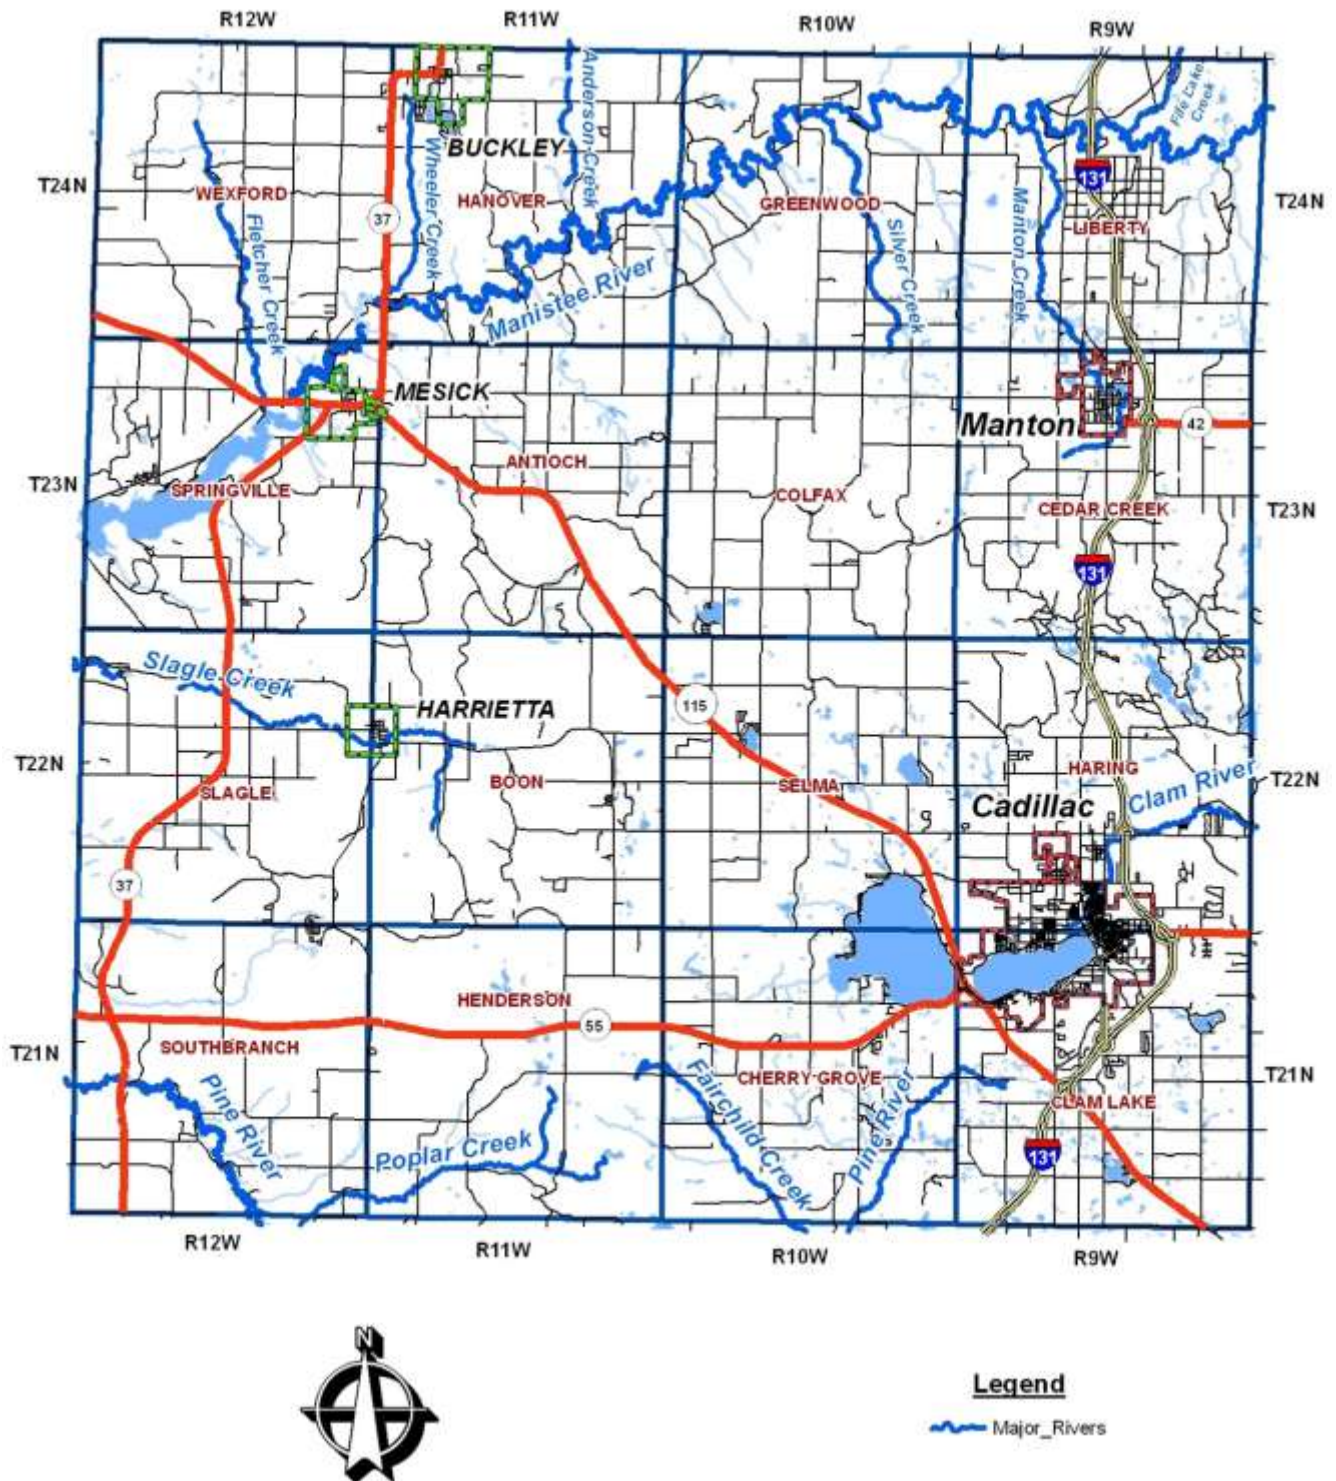 R12W
R11W
R10W
R9W
Anderson Creek
Fife Lake
Creek
BUCKLEY
Wheeler Creek
T24N
WEXFORD
HANOVER
GREENWOOD
131
T24N
37
Fletcher Creek
Silver Creek
Manton Creek
LIBERTY
Manistee River
MESICK
Manton
42
ANTIOCH
T23N
SPRINGVILLE
COLFAX
CEDAR CREEK
T23N
131
Slagle Creek
HARRIETTA
115
T22N
SLAGLE
BOON
SELMA
HARING
T22N
Clam River
Cadillac
37
HENDERSON
55
T21N
SOUTHBRANCH
CHERRY GROVE
T21N
Pine River
Fairchild Creek
Pine River
CLAM LAKE
Poplar Creek
131
R12W
R11W
R10W
R9W
N
Legend
Major_Rivers